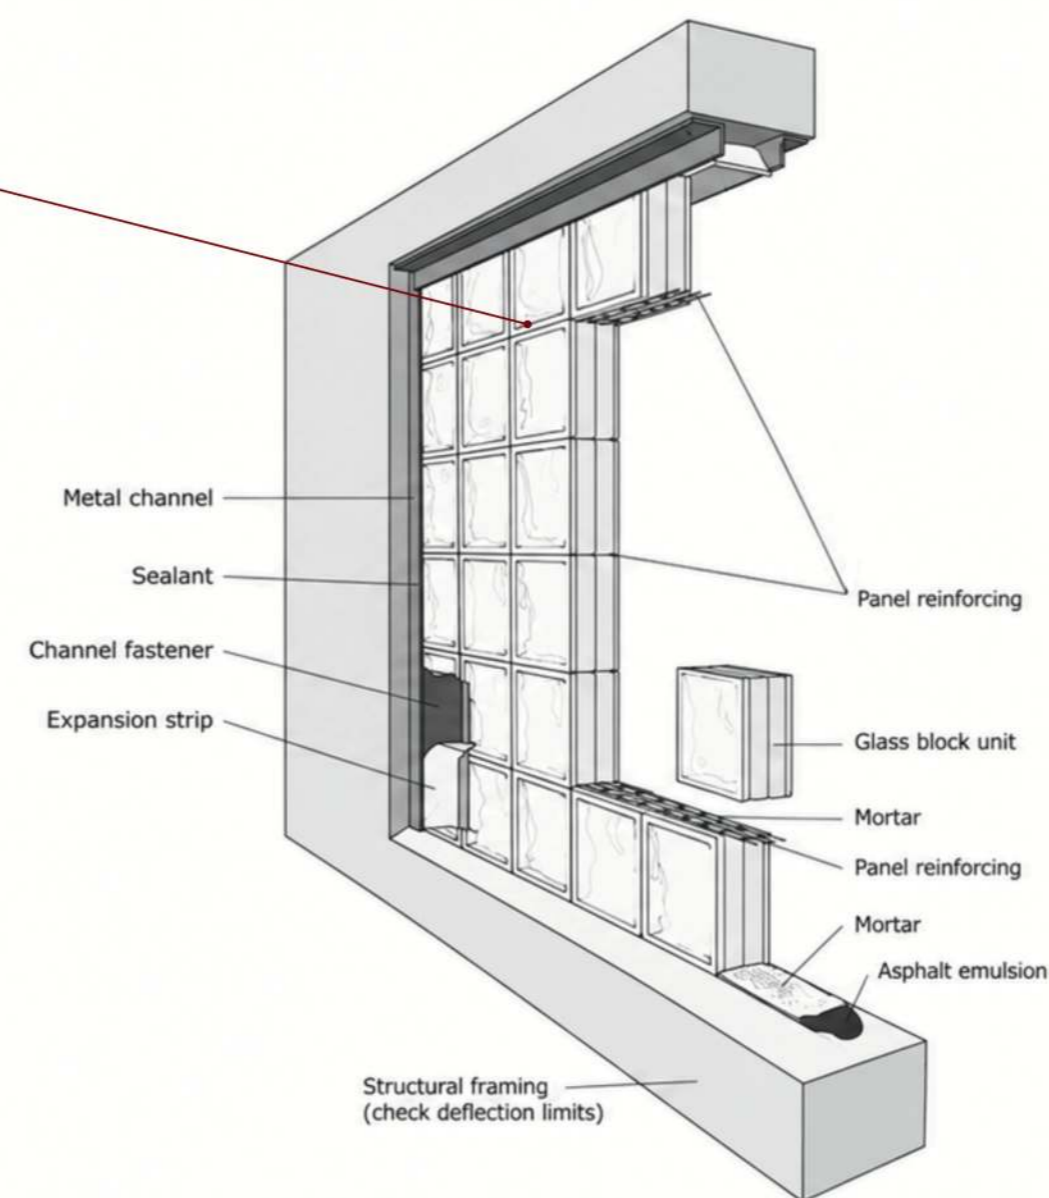 Metal channel
Sealant
Channel fastener
Expansion strip
Panel reinforcing
Glass block unit
Mortar
Panel reinforcing
Mortar
Asphalt emulsion
Structural framing
(check deflection limits)